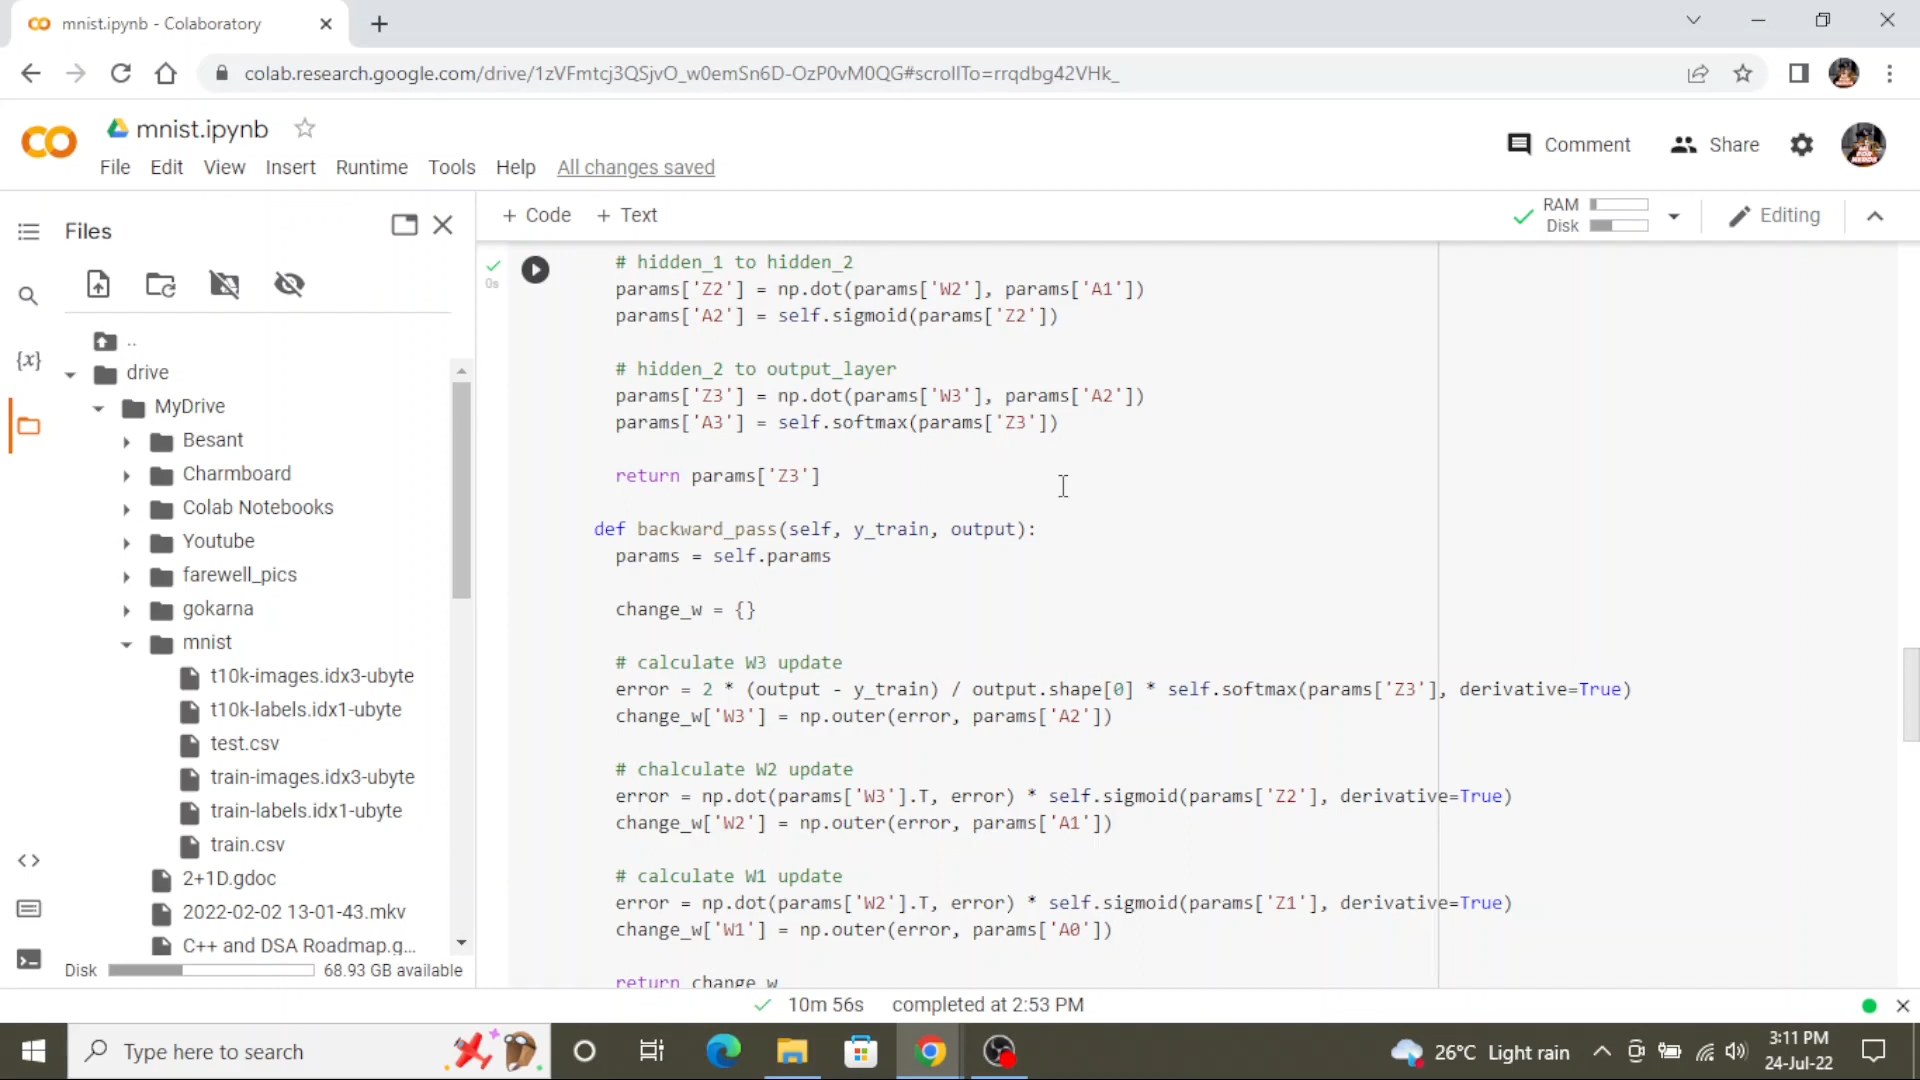 mnist.ipynb - Colaboratory
colab.research.google.com/drive/1zVFmtcj3QSjvO_w0emSn6D-OzP0vM0QG#scrollTo=rrqdbg42VHk_
mnist.ipynb
File Edit View Insert Runtime Tools Help All changes saved
Comment Share
Files
+ Code + Text
RAM
Disk
Editing
..
drive
MyDrive
Besant
Charmboard
Colab Notebooks
Youtube
farewell_pics
gokarna
mnist
t10k-images.idx3-ubyte
t10k-labels.idx1-ubyte
test.csv
train-images.idx3-ubyte
train-labels.idx1-ubyte
train.csv
2+1D.gdoc
2022-02-02 13-01-43.mkv
C++ and DSA Roadmap.g...
Disk 68.93 GB available
{x}
<>
0s
# hidden_1 to hidden_2
params['Z2'] = np.dot(params['W2'], params['A1'])
params['A2'] = self.sigmoid(params['Z2'])
# hidden_2 to output_layer
params['Z3'] = np.dot(params['W3'], params['A2'])
params['A3'] = self.softmax(params['Z3'])
return params['Z3']
def backward_pass(self, y_train, output):
params = self.params
change_w = {}
# calculate W3 update
error = 2 * (output - y_train) / output.shape[0] * self.softmax(params['Z3'], derivative=True)
change_w['W3'] = np.outer(error, params['A2'])
# chalculate W2 update
error = np.dot(params['W3'].T, error) * self.sigmoid(params['Z2'], derivative=True)
change_w['W2'] = np.outer(error, params['A1'])
# calculate W1 update
error = np.dot(params['W2'].T, error) * self.sigmoid(params['Z1'], derivative=True)
change_w['W1'] = np.outer(error, params['A0'])
return change_w
10m 56s completed at 2:53 PM
Type here to search
26°C Light rain
3:11 PM
24-Jul-22